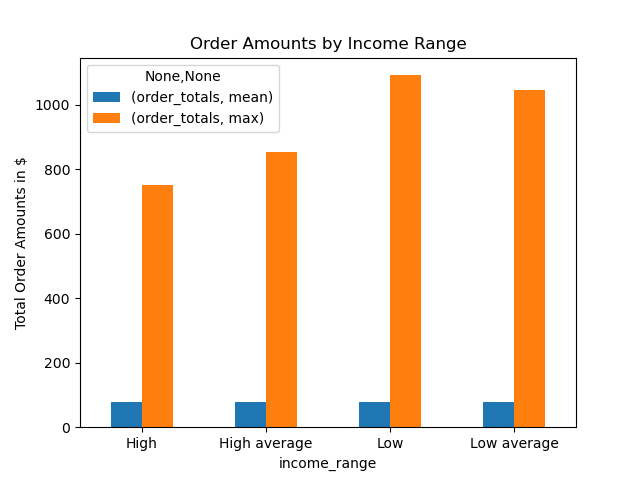 Order Amounts by Income Range
None,None
(order_totals, mean)
(order_totals, max)
Total Order Amounts in $
1000
800
600
400
200
0
High
High average
Low
Low average
income_range